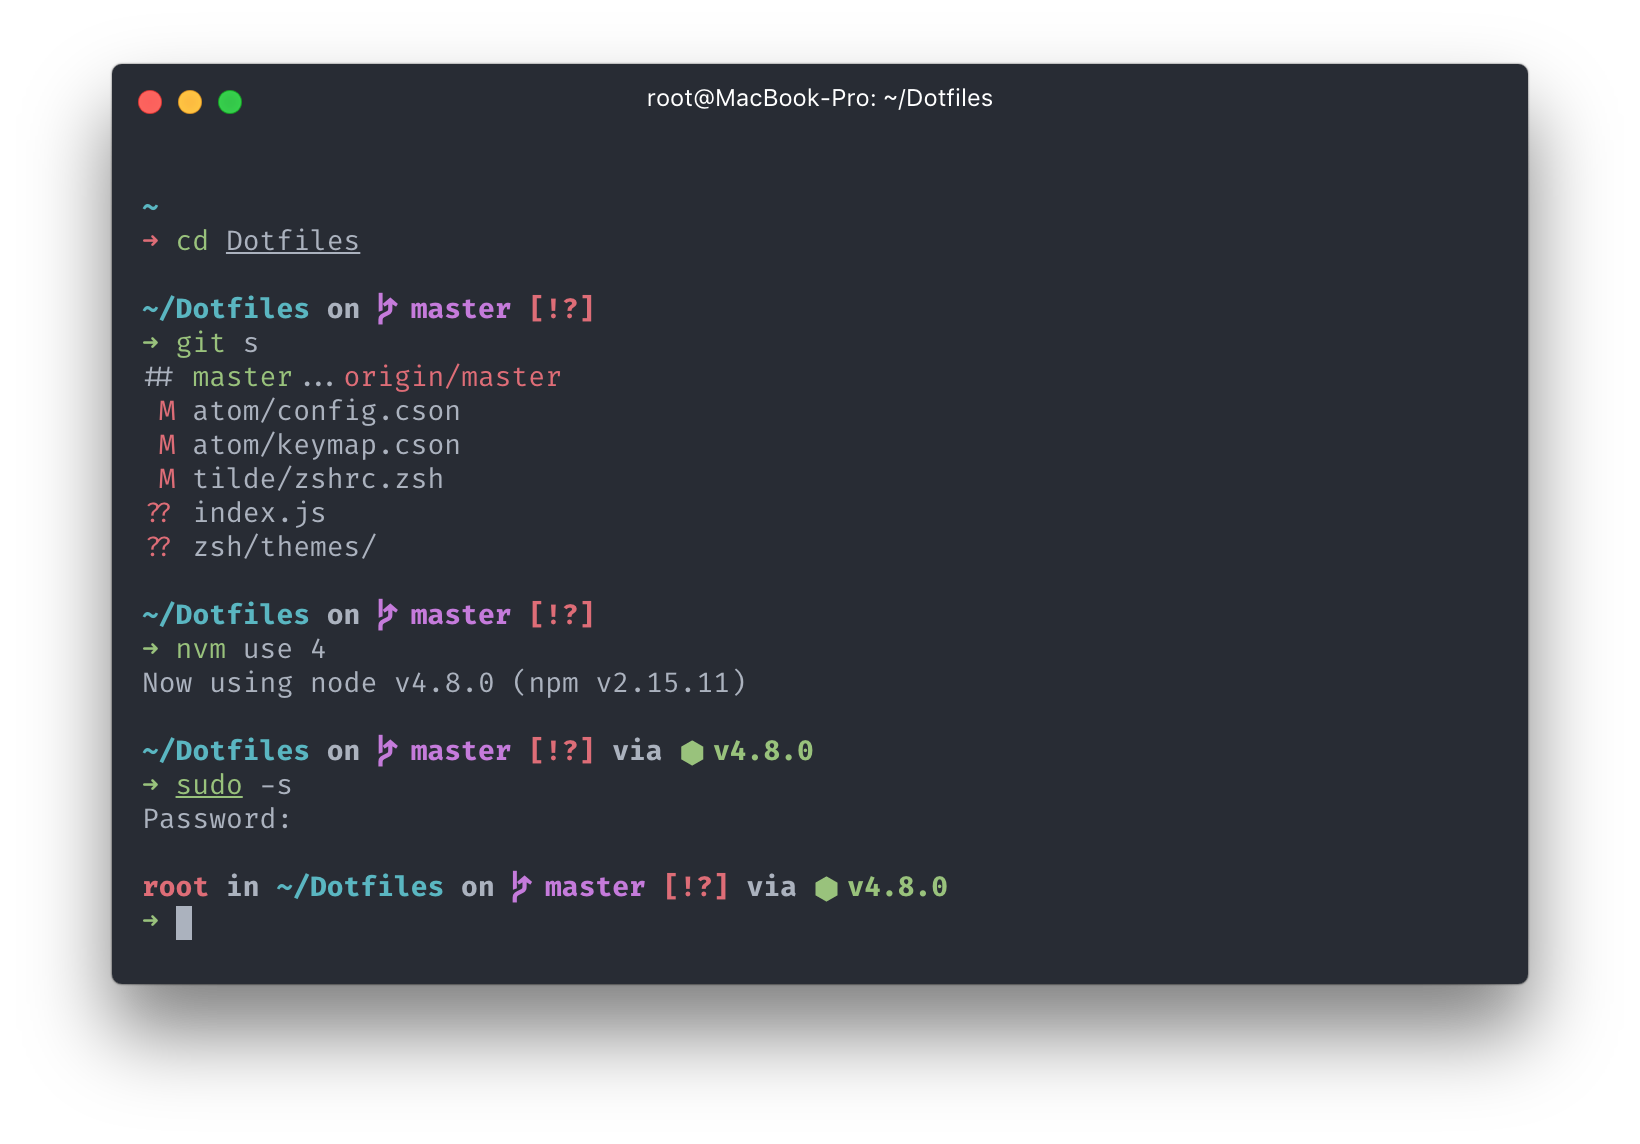 root@MacBook-Pro: ~/Dotfiles
~
➜ cd Dotfiles
~/Dotfiles on  master [!?]
➜ git s
## master...origin/master
 M atom/config.cson
 M atom/keymap.cson
 M tilde/zshrc.zsh
?? index.js
?? zsh/themes/
~/Dotfiles on  master [!?]
➜ nvm use 4
Now using node v4.8.0 (npm v2.15.11)
~/Dotfiles on  master [!?] via ⬢ v4.8.0
➜ sudo -s
Password:
root in ~/Dotfiles on  master [!?] via ⬢ v4.8.0
➜